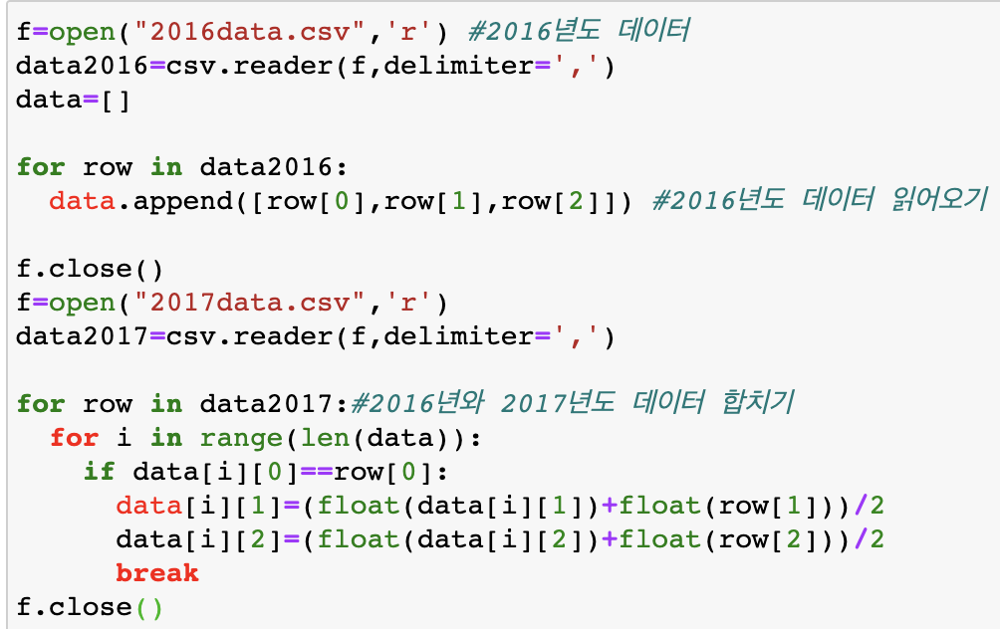 f=open("2016data.csv",'r') #2016년도 데이터
data2016=csv.reader(f,delimiter=',')
data=[]
for row in data2016:
  data.append([row[0],row[1],row[2]]) #2016년도 데이터 읽어오기
f.close()
f=open("2017data.csv",'r')
data2017=csv.reader(f,delimiter=',')
for row in data2017:#2016년와 2017년도 데이터 합치기
  for i in range(len(data)):
    if data[i][0]==row[0]:
      data[i][1]=(float(data[i][1])+float(row[1]))/2
      data[i][2]=(float(data[i][2])+float(row[2]))/2
      break
f.close()